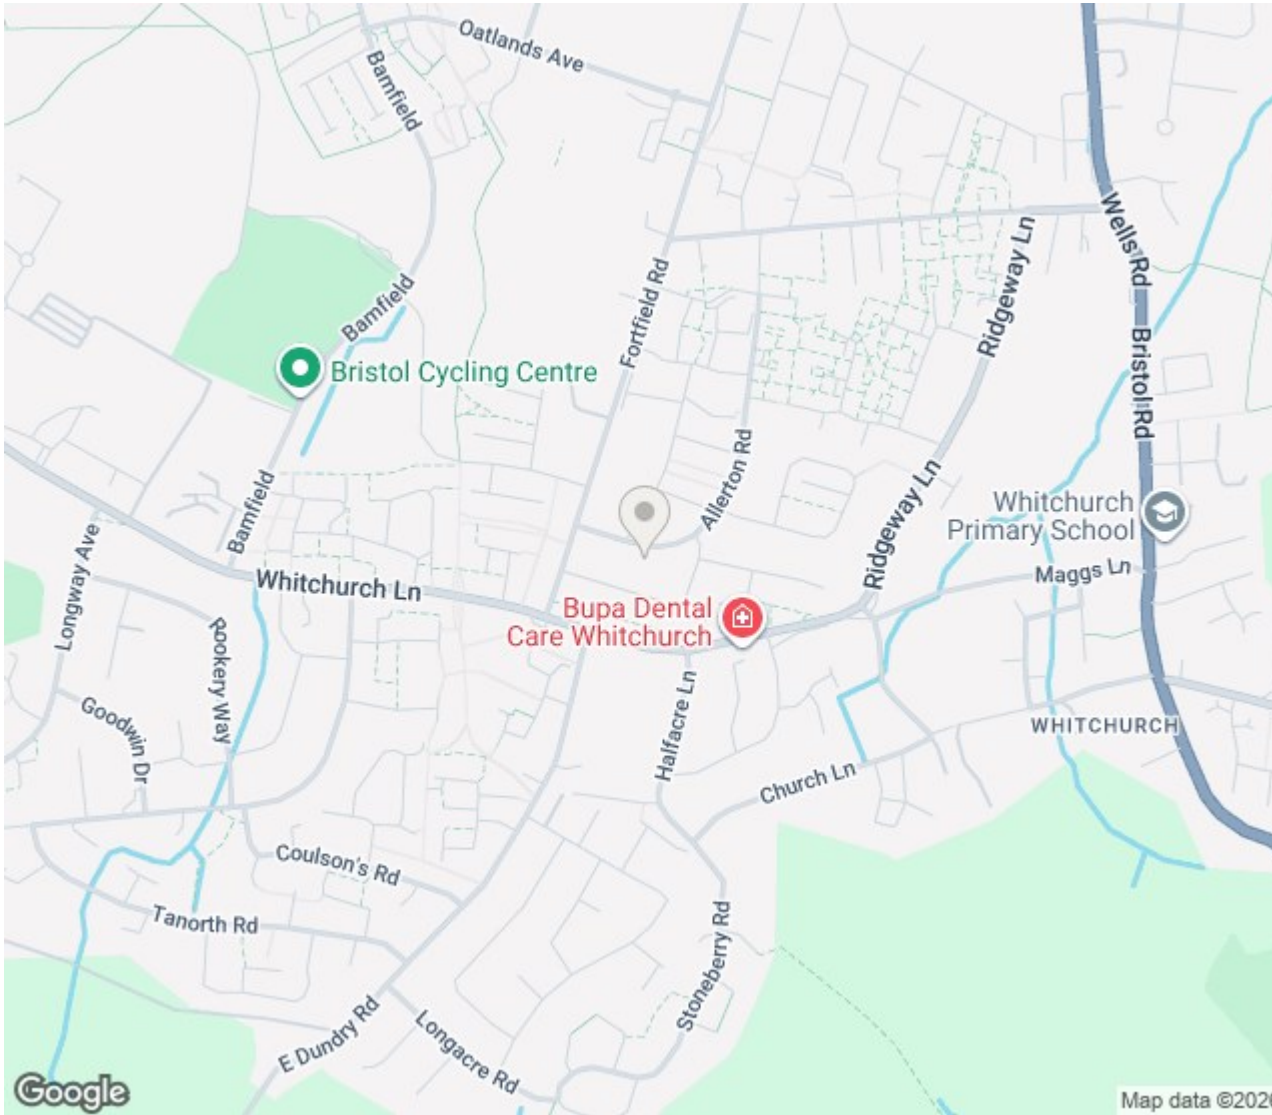 Oatlands Ave
Bamfield
Wells Rd
Ridgeway Ln
Fortfield Rd
Bamfield
Bristol Rd
Bristol Cycling Centre
Allerton Rd
Ridgeway Ln
Whitchurch
Primary School
Bamfield
Longway Ave
Whitchurch Ln
Maggs Ln
Bupa Dental
Care Whitchurch
Rookery Way
Goodwin Dr
Halfacre Ln
WHITCHURCH
Church Ln
Coulson's Rd
Tanorth Rd
Stoneberry Rd
E Dundry Rd
Longacre Rd
Google
Map data ©2026